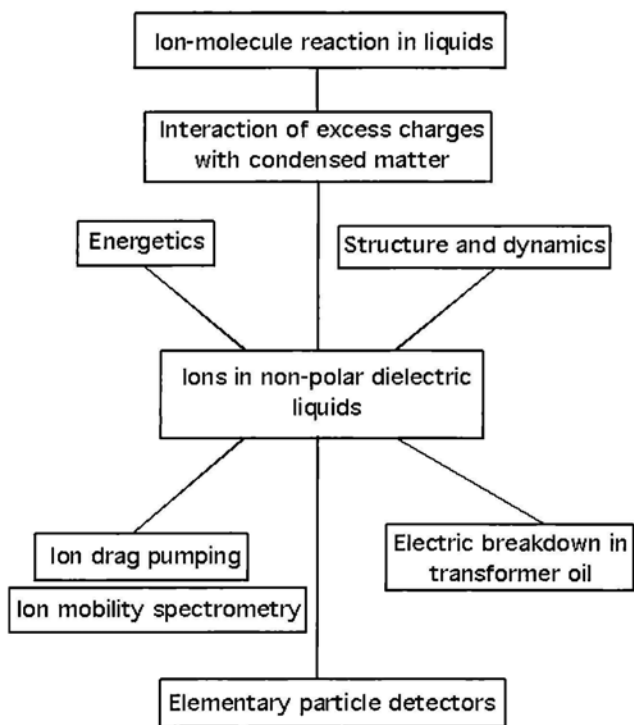 Ion-molecule reaction in liquids
Interaction of excess charges
with condensed matter
Energetics
Structure and dynamics
Ions in non-polar dielectric
liquids
Ion drag pumping
Electric breakdown in
transformer oil
Ion mobility spectrometry
Elementary particle detectors